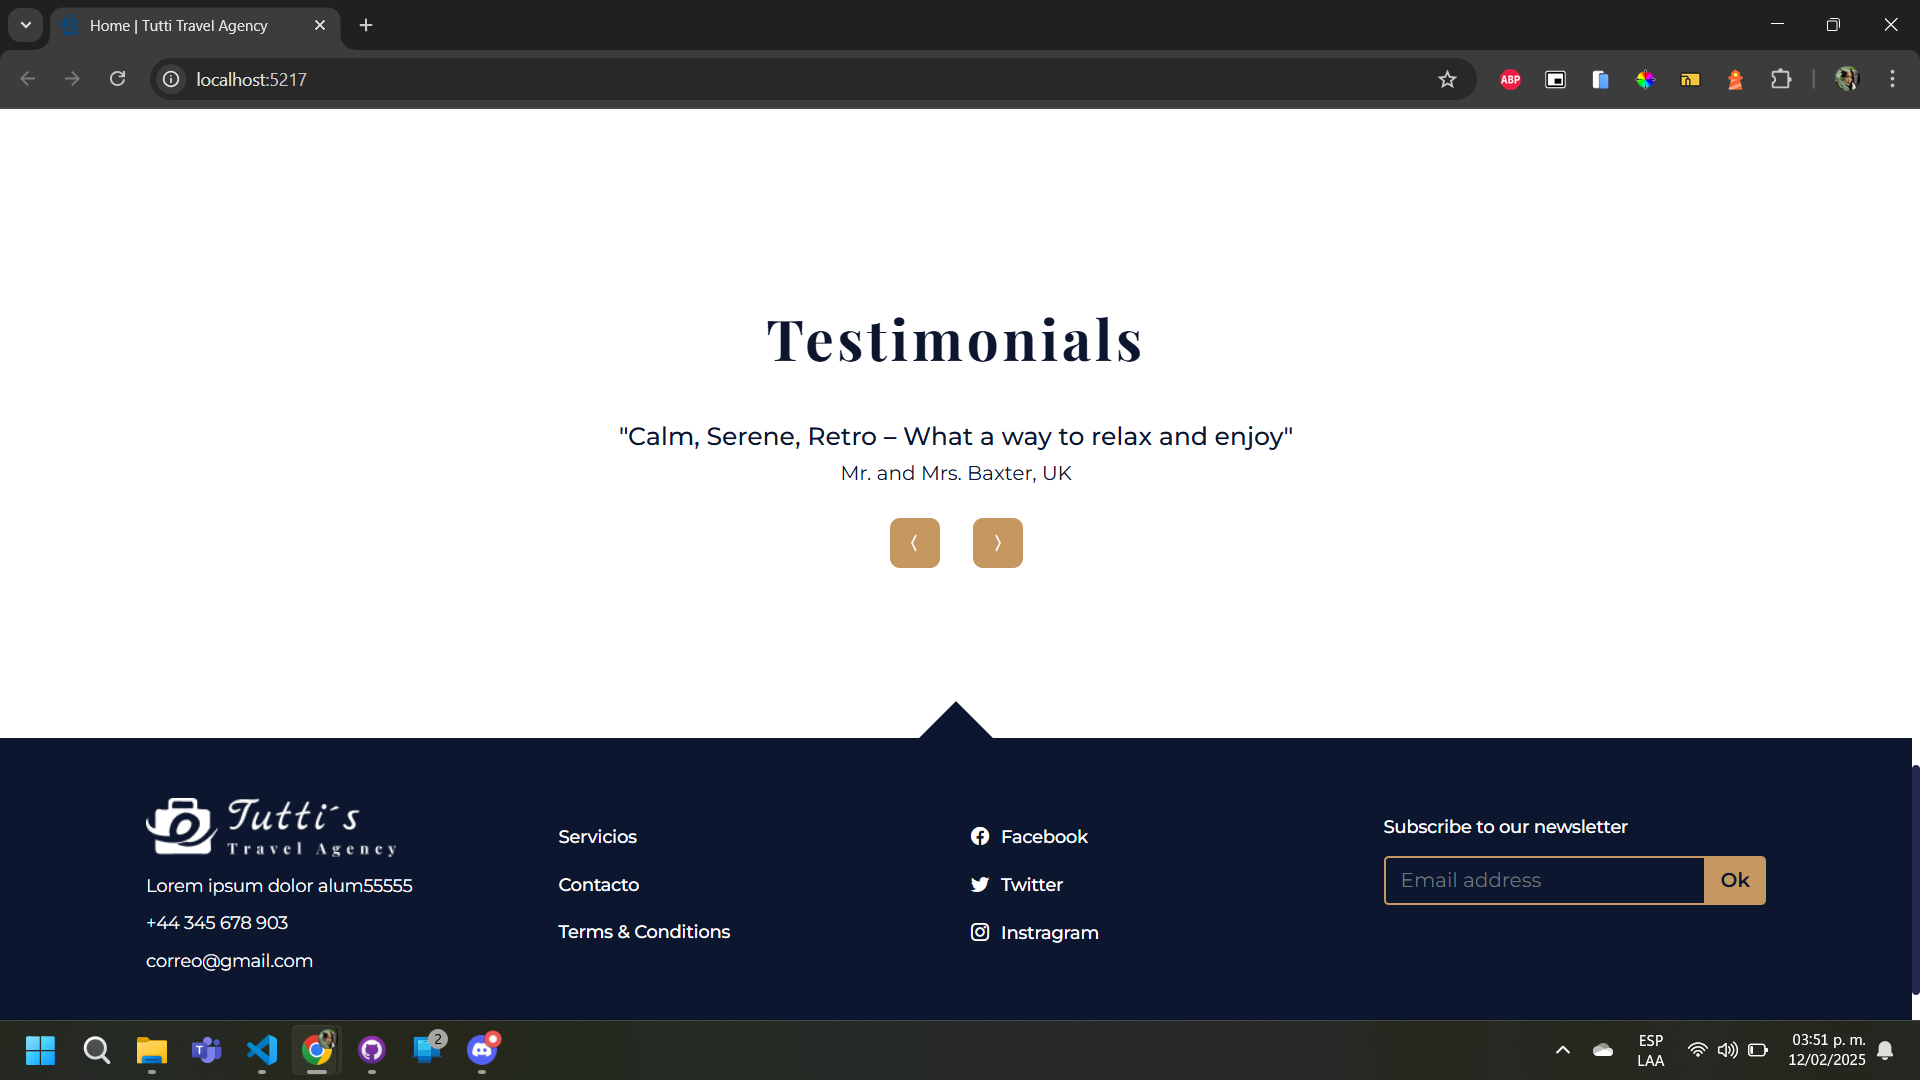 Home | Tutti Travel Agency
localhost:5217
ABP
Testimonials
"Calm, Serene, Retro – What a way to relax and enjoy"
Mr. and Mrs. Baxter, UK
Tutti´s
Travel Agency
Lorem ipsum dolor alum55555
+44 345 678 903
correo@gmail.com
Servicios
Contacto
Terms & Conditions
Facebook
Twitter
Instragram
Subscribe to our newsletter
Email address
Ok
2
ESP
LAA
03:51 p. m.
12/02/2025